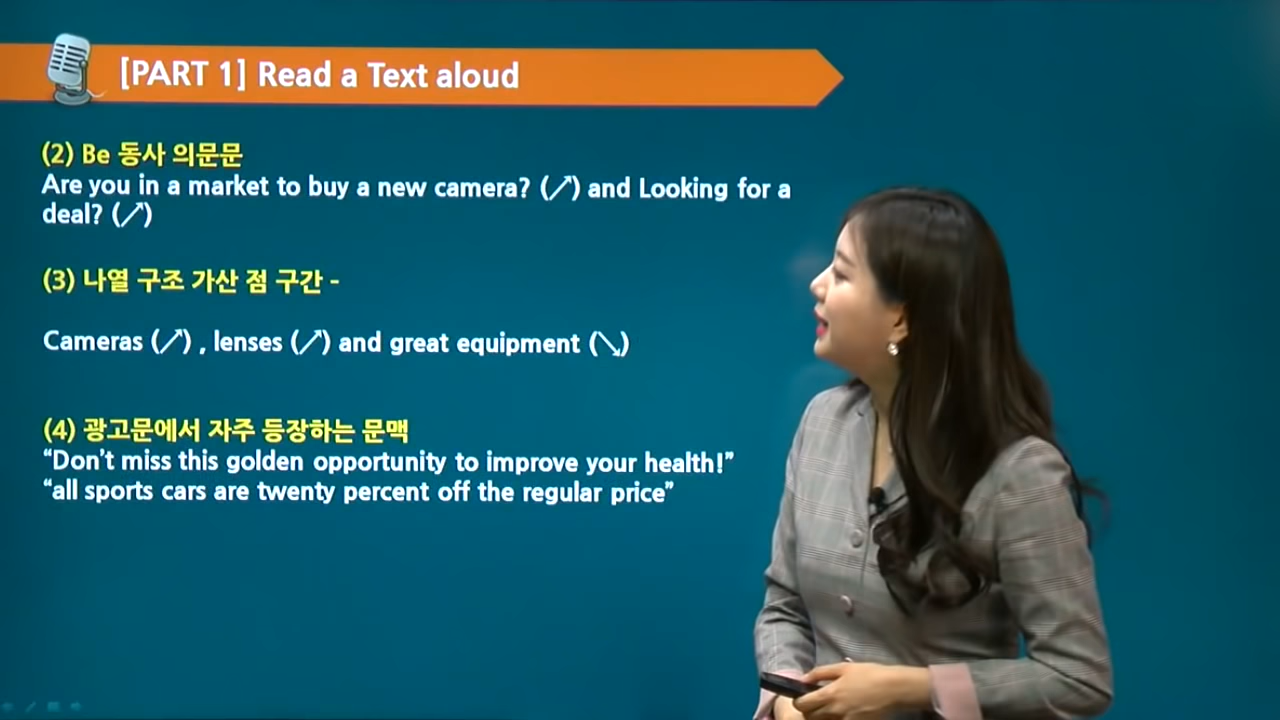 [PART 1] Read a Text aloud
(2) Be 동사 의문문
Are you in a market to buy a new camera? (↗) and Looking for a
deal? (↗)
(3) 나열 구조 가산 점 구간 -
Cameras (↗) , lenses (↗) and great equipment (↘)
(4) 광고문에서 자주 등장하는 문맥
“Don’t miss this golden opportunity to improve your health!”
“all sports cars are twenty percent off the regular price”